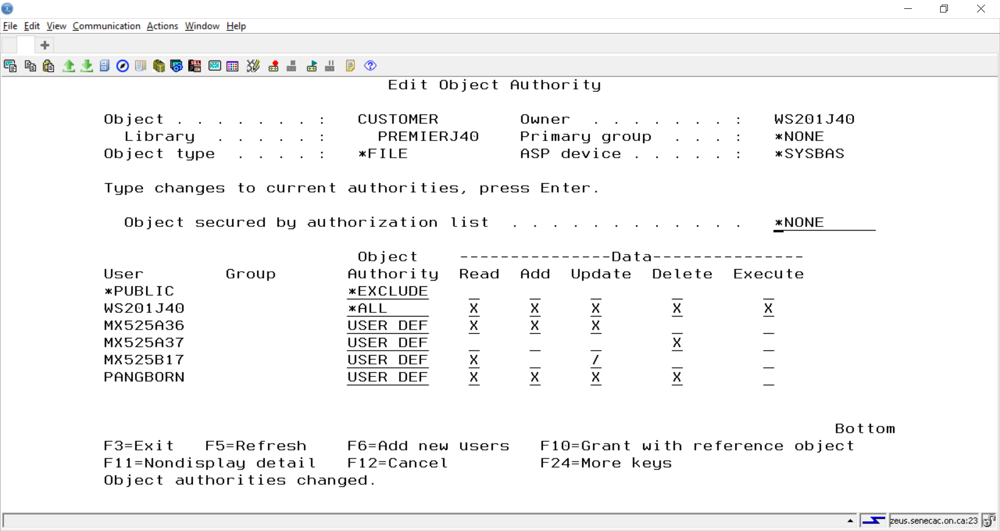 File Edit View Communication Actions Window Help
Edit Object Authority
Object . . . . . . . : CUSTOMER Owner . . . . . . . : WS201J40
Library . . . . . : PREMIERJ40 Primary group . . . : *NONE
Object type . . . . : *FILE ASP device . . . . . : *SYSBAS
Type changes to current authorities, press Enter.
Object secured by authorization list . . . . . . . . . . . . *NONE
Object ---------------Data---------------
User Group Authority Read Add Update Delete Execute
*PUBLIC *EXCLUDE _ _ _ _ _
WS201J40 *ALL X X X X X
MX525A36 USER DEF X X X _ _
MX525A37 USER DEF _ _ _ X _
MX525B17 USER DEF X _ / _ _
PANGBORN USER DEF X X X X _
Bottom
F3=Exit F5=Refresh F6=Add new users F10=Grant with reference object
F11=Nondisplay detail F12=Cancel F24=More keys
Object authorities changed.
zeus.senecac.on.ca:23